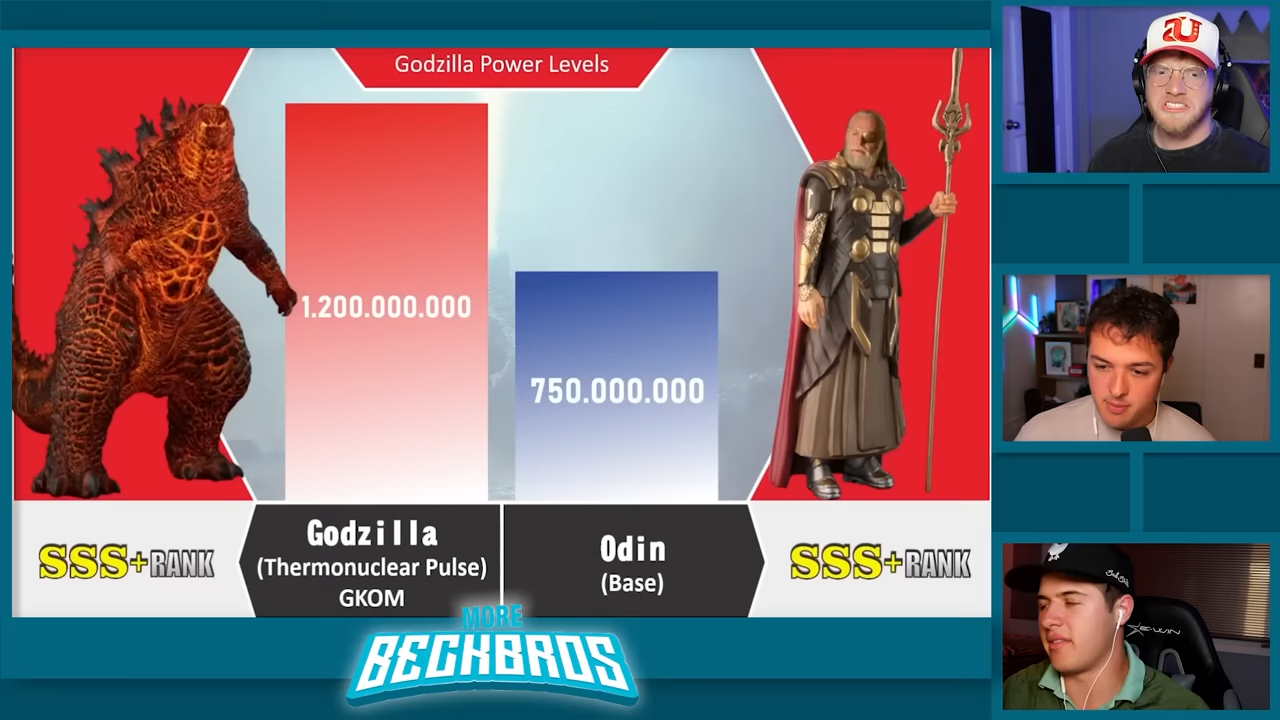 Godzilla Power Levels
1.200.000.000
750.000.000
SSS+RANK
Godzilla
(Thermonuclear Pulse)
GKOM
Odin
(Base)
SSS+RANK
MORE
BECKBROS
U
E-WIN